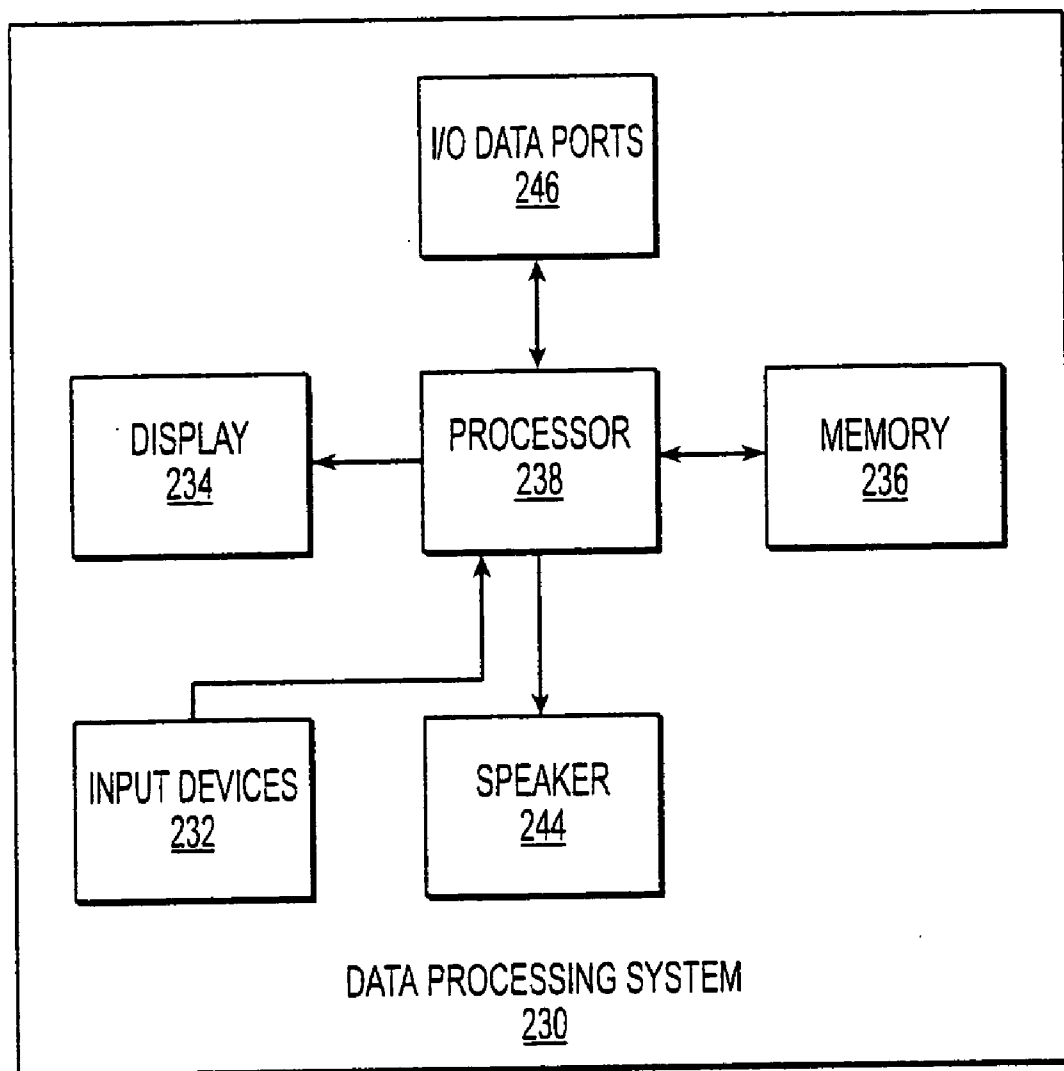 I/O DATA PORTS
246
DISPLAY
234
PROCESSOR
238
MEMORY
236
INPUT DEVICES
232
SPEAKER
244
DATA PROCESSING SYSTEM
230